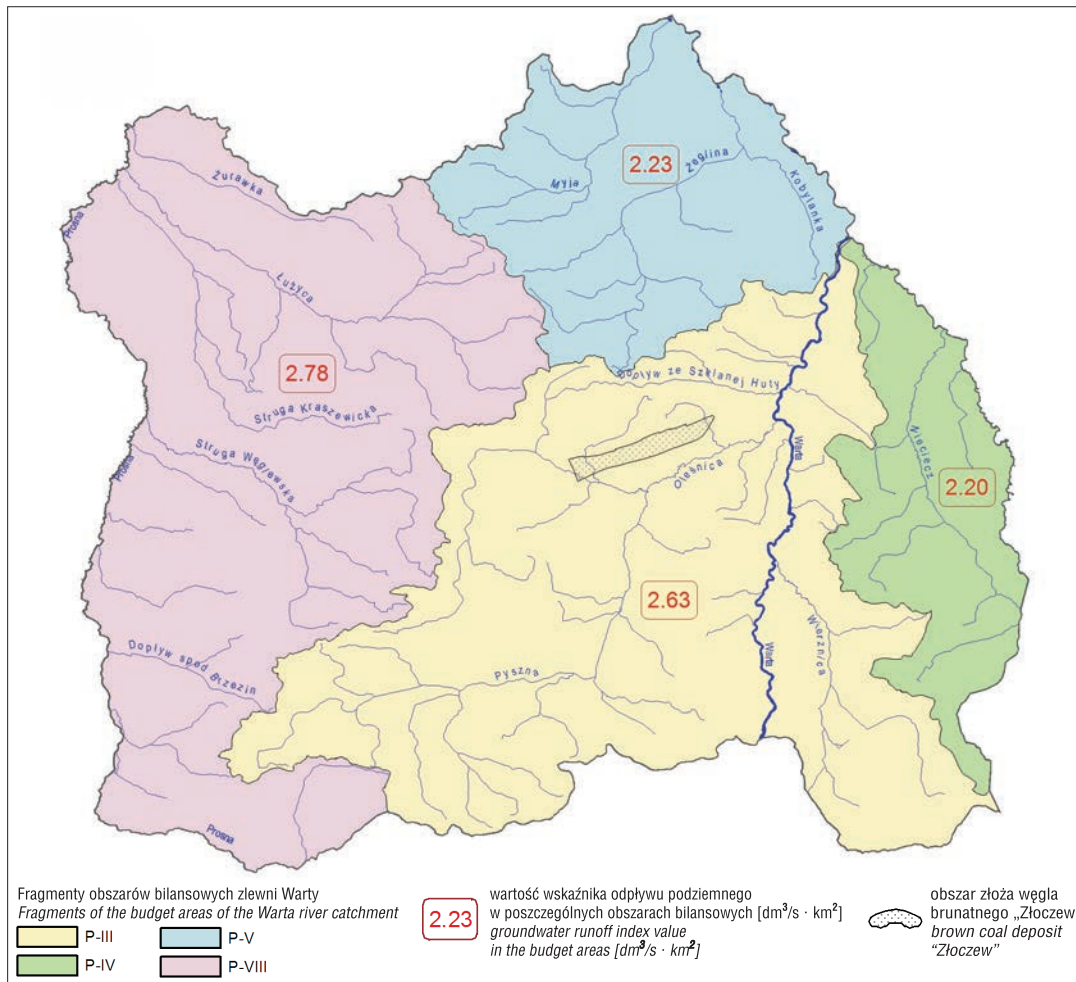 2.23
Żeglina
Myja
Kobylanka
Żurawka
Prosna
Łużyca
2.78
Dopływ ze Szklanej Huty
Struga Kraszewicka
Struga Węglewska
Prosna
Warta
Oleśnica
Nieciecz
2.20
2.63
Wierznica
Warta
Dopływ spod Brzezin
Pyszna
Prosna
Fragmenty obszarów bilansowych zlewni Warty
Fragments of the budget areas of the Warta river catchment
P-III
P-V
P-IV
P-VIII
2.23
wartość wskaźnika odpływu podziemnego
w poszczególnych obszarach bilansowych [dm³/s · km²]
groundwater runoff index value
in the budget areas [dm³/s · km²]
obszar złoża węgla
brunatnego „Złoczew
brown coal deposit
“Złoczew”